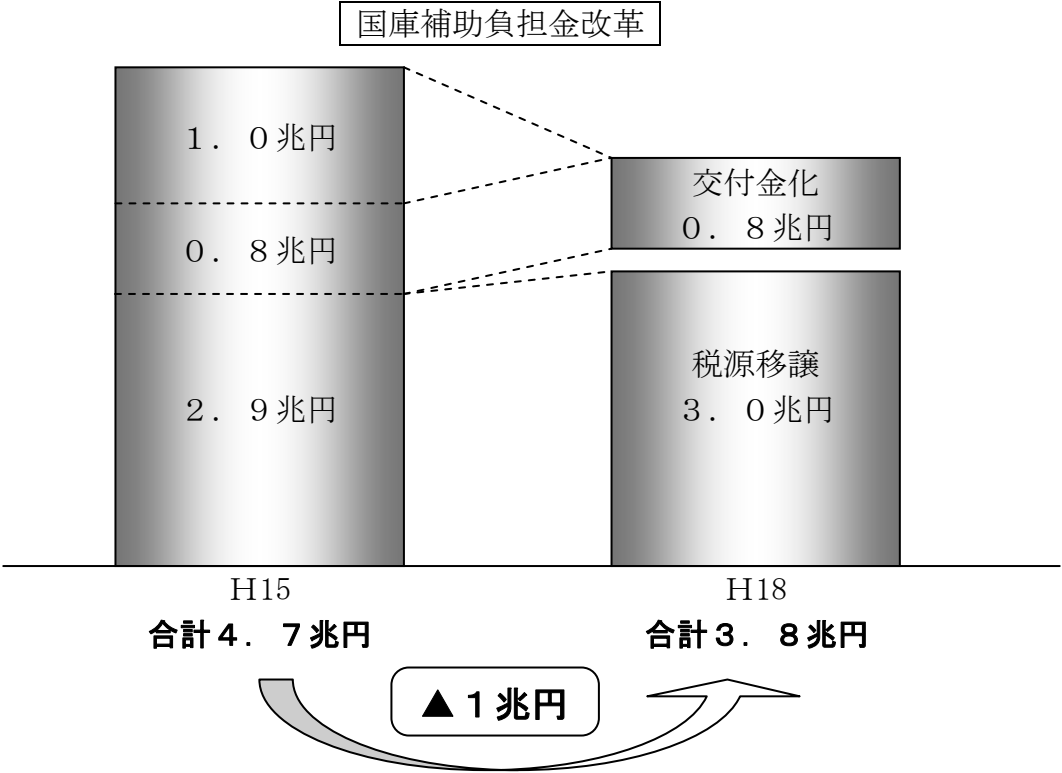 国庫補助負担金改革
１．０兆円
０．８兆円
２．９兆円
交付金化
０．８兆円
税源移譲
３．０兆円
Ｈ15
合計４．７兆円
Ｈ18
合計３．８兆円
▲１兆円